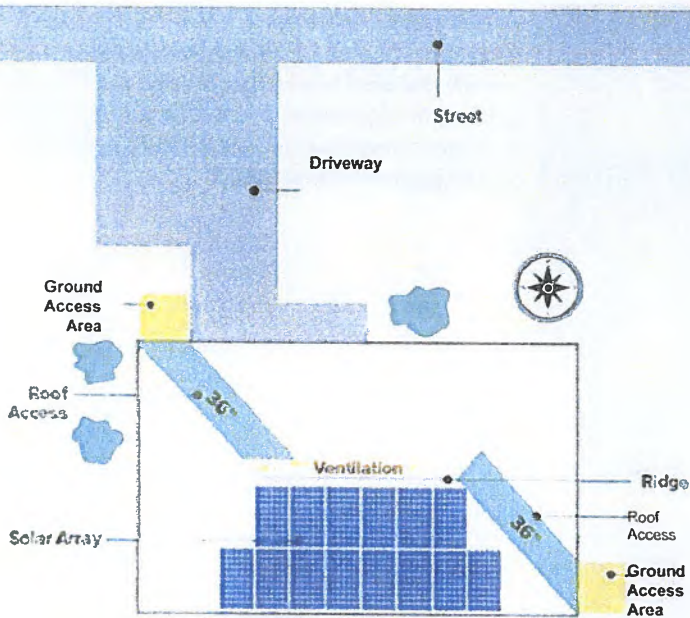 Street
Driveway
Ground
Access
Area
Roof
Access
36"
Ventilation
Ridge
Roof
Access
36"
Solar Array
Ground
Access
Area